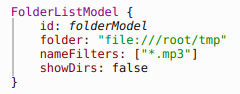 FolderListModel {
    id: folderModel
    folder: "file:///root/tmp"
    nameFilters: ["*.mp3"]
    showDirs: false
}